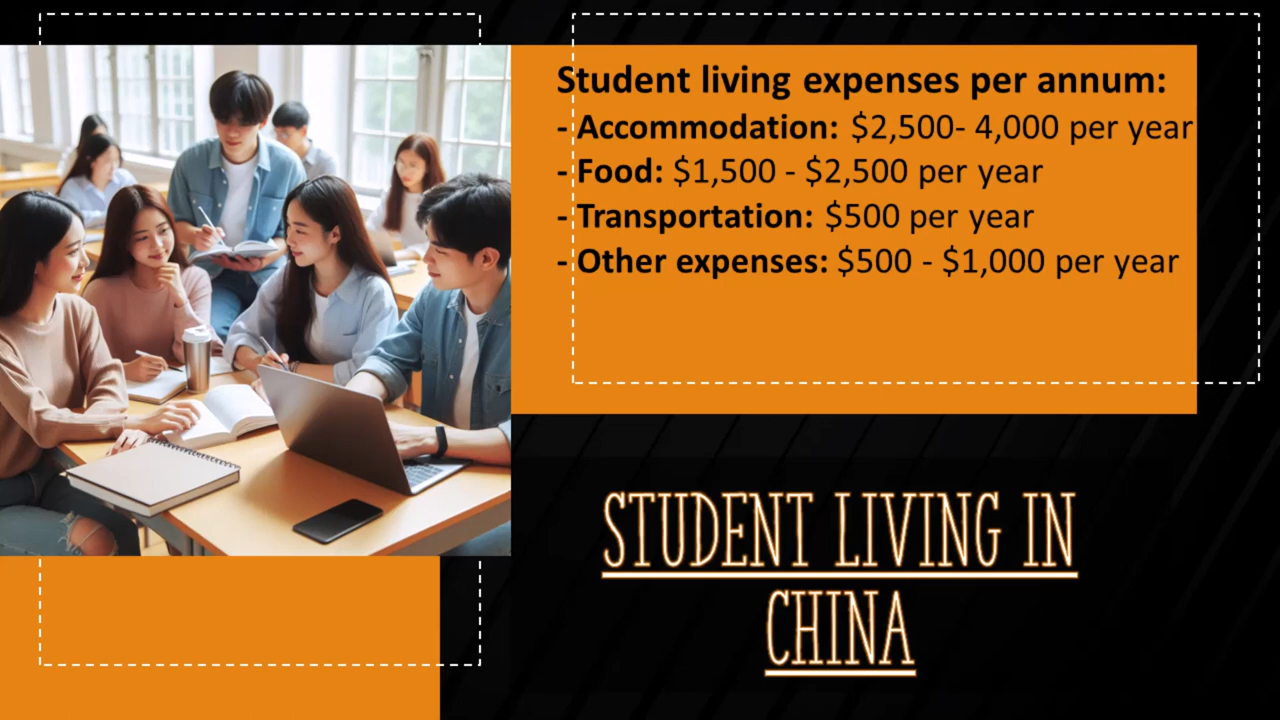 Student living expenses per annum:
- Accommodation: $2,500- 4,000 per year
- Food: $1,500 - $2,500 per year
- Transportation: $500 per year
- Other expenses: $500 - $1,000 per year
STUDENT LIVING IN
CHINA